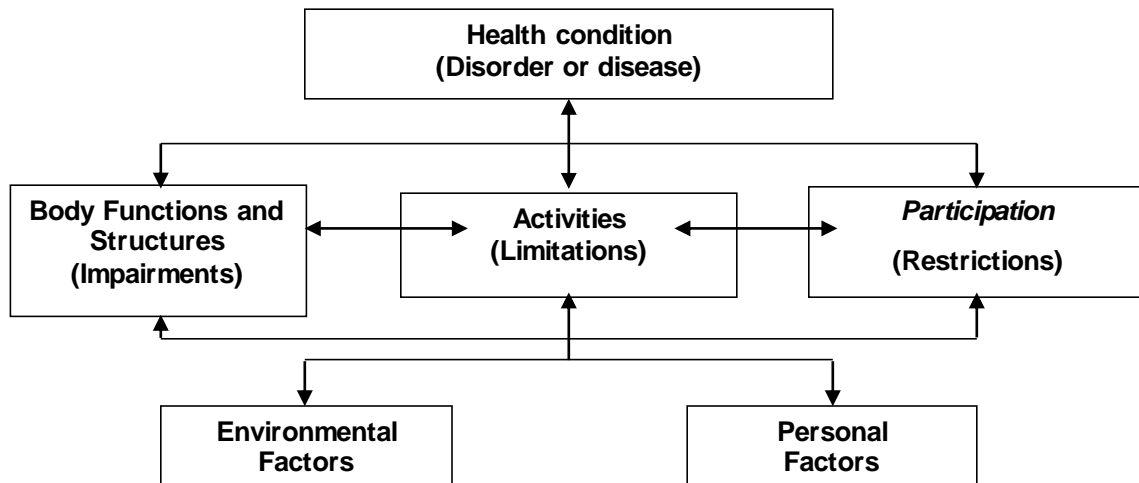 Health condition
(Disorder or disease)
Body Functions and
Structures
(Impairments)
Activities
(Limitations)
Participation
(Restrictions)
Environmental
Factors
Personal
Factors